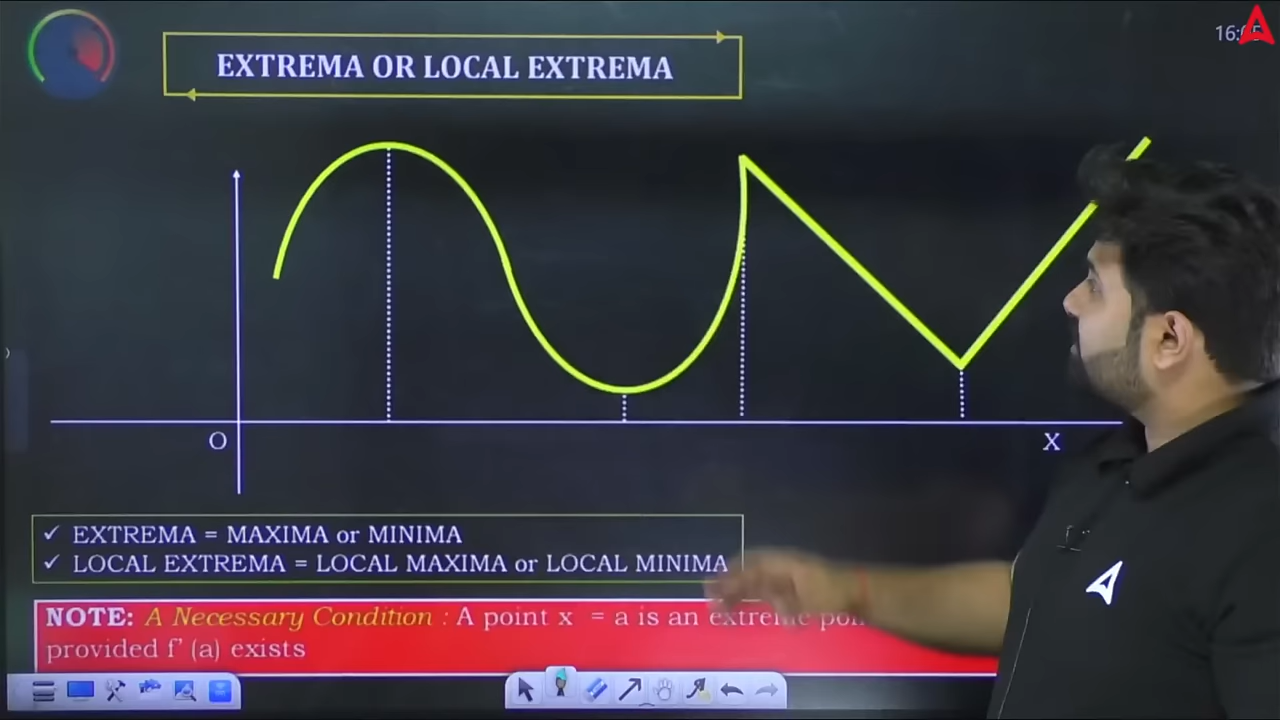 EXTREMA OR LOCAL EXTREMA
O
X
✓ EXTREMA = MAXIMA or MINIMA
✓ LOCAL EXTREMA = LOCAL MAXIMA or LOCAL MINIMA
NOTE: A Necessary Condition : A point x = a is an extreme
provided f' (a) exists